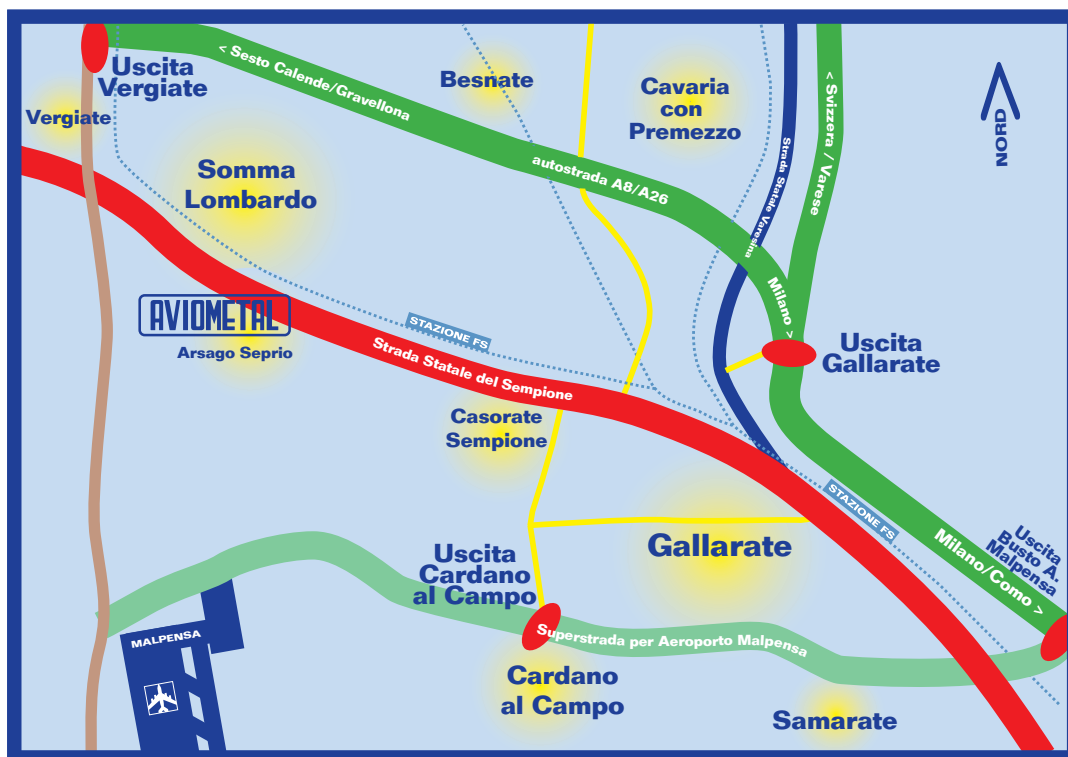 Uscita
Vergiate
< Sesto Calende/Gravellona
Besnate
Cavaria
con
Premezzo
< Svizzera / Varese
NORD
Vergiate
Strada Statale Varesina
Somma
Lombardo
autostrada A8/A26
Milano >
AVIOMETAL
Arsago Seprio
STAZIONE FS
Strada Statale del Sempione
Uscita
Gallarate
Casorate
Sempione
STAZIONE FS
Gallarate
Milano/Como >
Uscita
Busto A.
Malpensa
Uscita
Cardano
al Campo
MALPENSA
Superstrada per Aeroporto Malpensa
Cardano
al Campo
Samarate